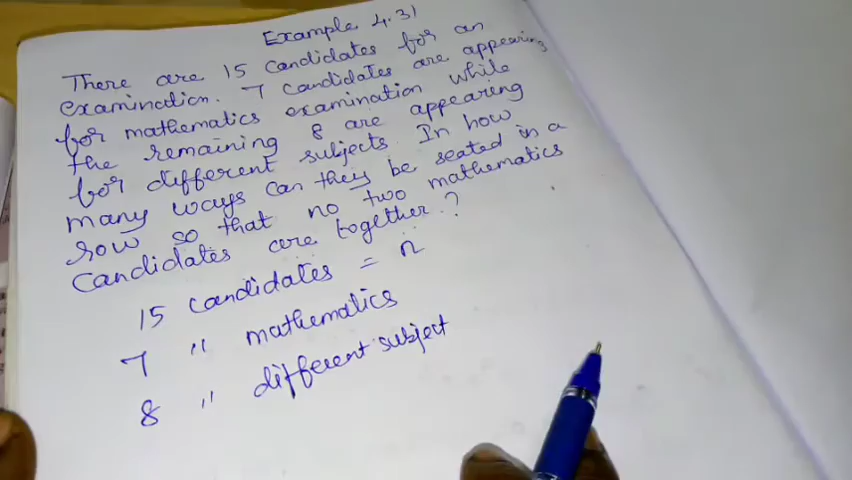 Example 4.31
There are 15 candidates for an
examination. 7 candidates are appearing
for mathematics examination while
the remaining 8 are appearing
for different subjects In how
many ways can they be seated in a
row so that no two mathematics
candidates are together?
15 candidates = n
7 " mathematics
8 " different subject